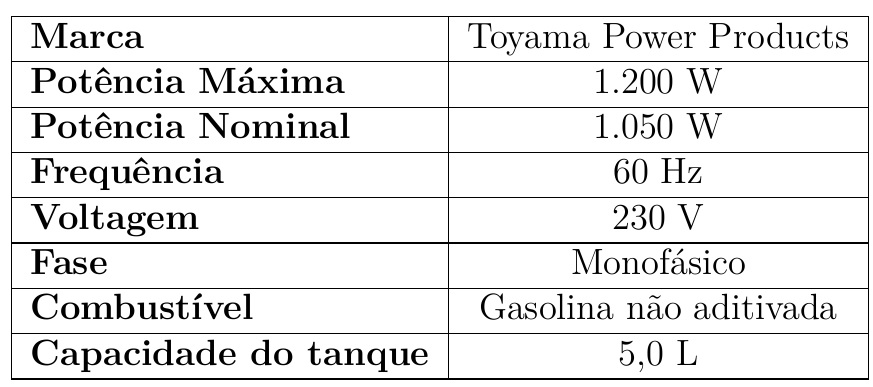 Marca Toyama Power Products
Potência Máxima 1.200 W
Potência Nominal 1.050 W
Frequência 60 Hz
Voltagem 230 V
Fase Monofásico
Combustível Gasolina não aditivada
Capacidade do tanque 5,0 L